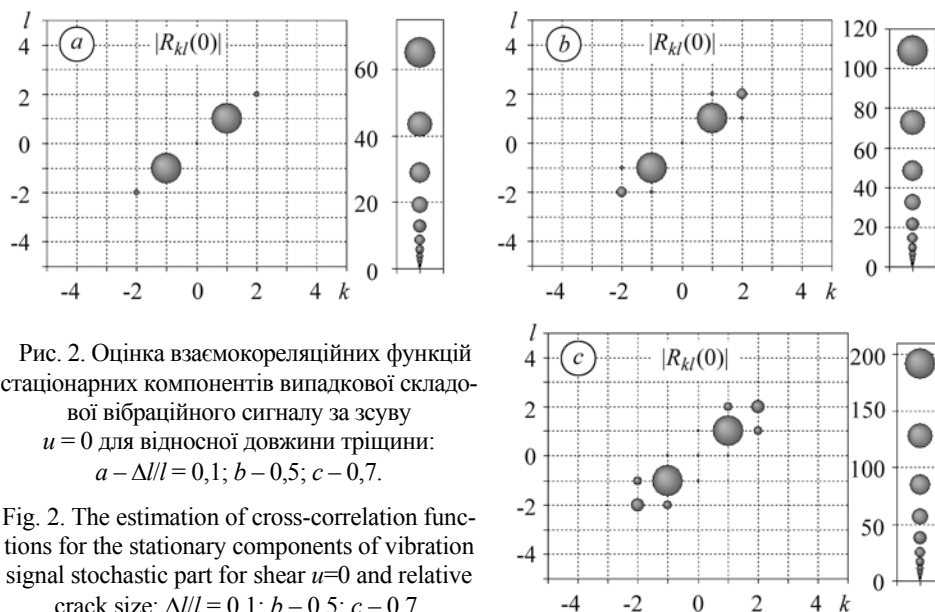 l
4
2
0
-2
-4
a
|Rkl(0)|
-4 -2 0 2 4 k
60
40
20
0
l
4
2
0
-2
-4
b
|Rkl(0)|
-4 -2 0 2 4 k
120
100
80
60
40
20
0
l
4
2
0
-2
-4
c
|Rkl(0)|
-4 -2 0 2 4 k
200
150
100
50
0
Рис. 2. Оцінка взаємокореляційних функцій
стаціонарних компонентів випадкової складо-
вої вібраційного сигналу за зсуву
u = 0 для відносної довжини тріщини:
a – Δl/l = 0,1; b – 0,5; c – 0,7.
Fig. 2. The estimation of cross-correlation func-
tions for the stationary components of vibration
signal stochastic part for shear u=0 and relative
crack size: Δl/l = 0.1; b – 0.5; c – 0.7